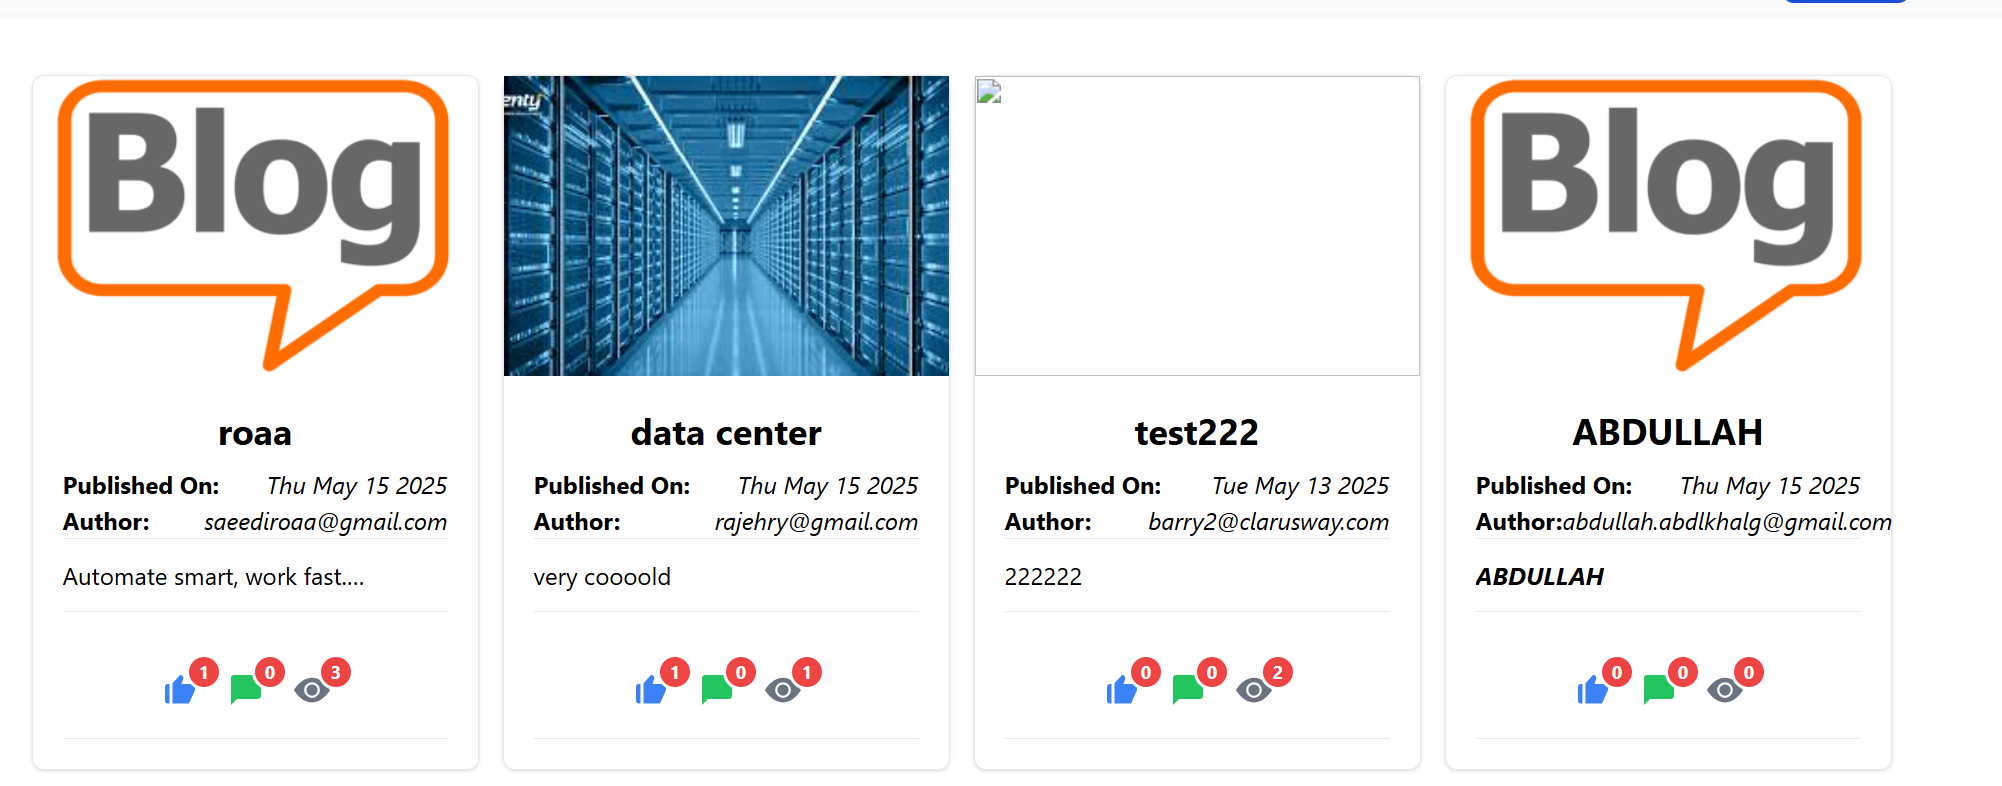 Blog
roaa
Published On: Thu May 15 2025
Author: saeediroaa@gmail.com
Automate smart, work fast....
1 0 3
enty
data center
Published On: Thu May 15 2025
Author: rajehry@gmail.com
very coooold
1 0 1
test222
Published On: Tue May 13 2025
Author: barry2@clarusway.com
222222
0 0 2
Blog
ABDULLAH
Published On: Thu May 15 2025
Author:abdullah.abdlkhalg@gmail.com
ABDULLAH
0 0 0